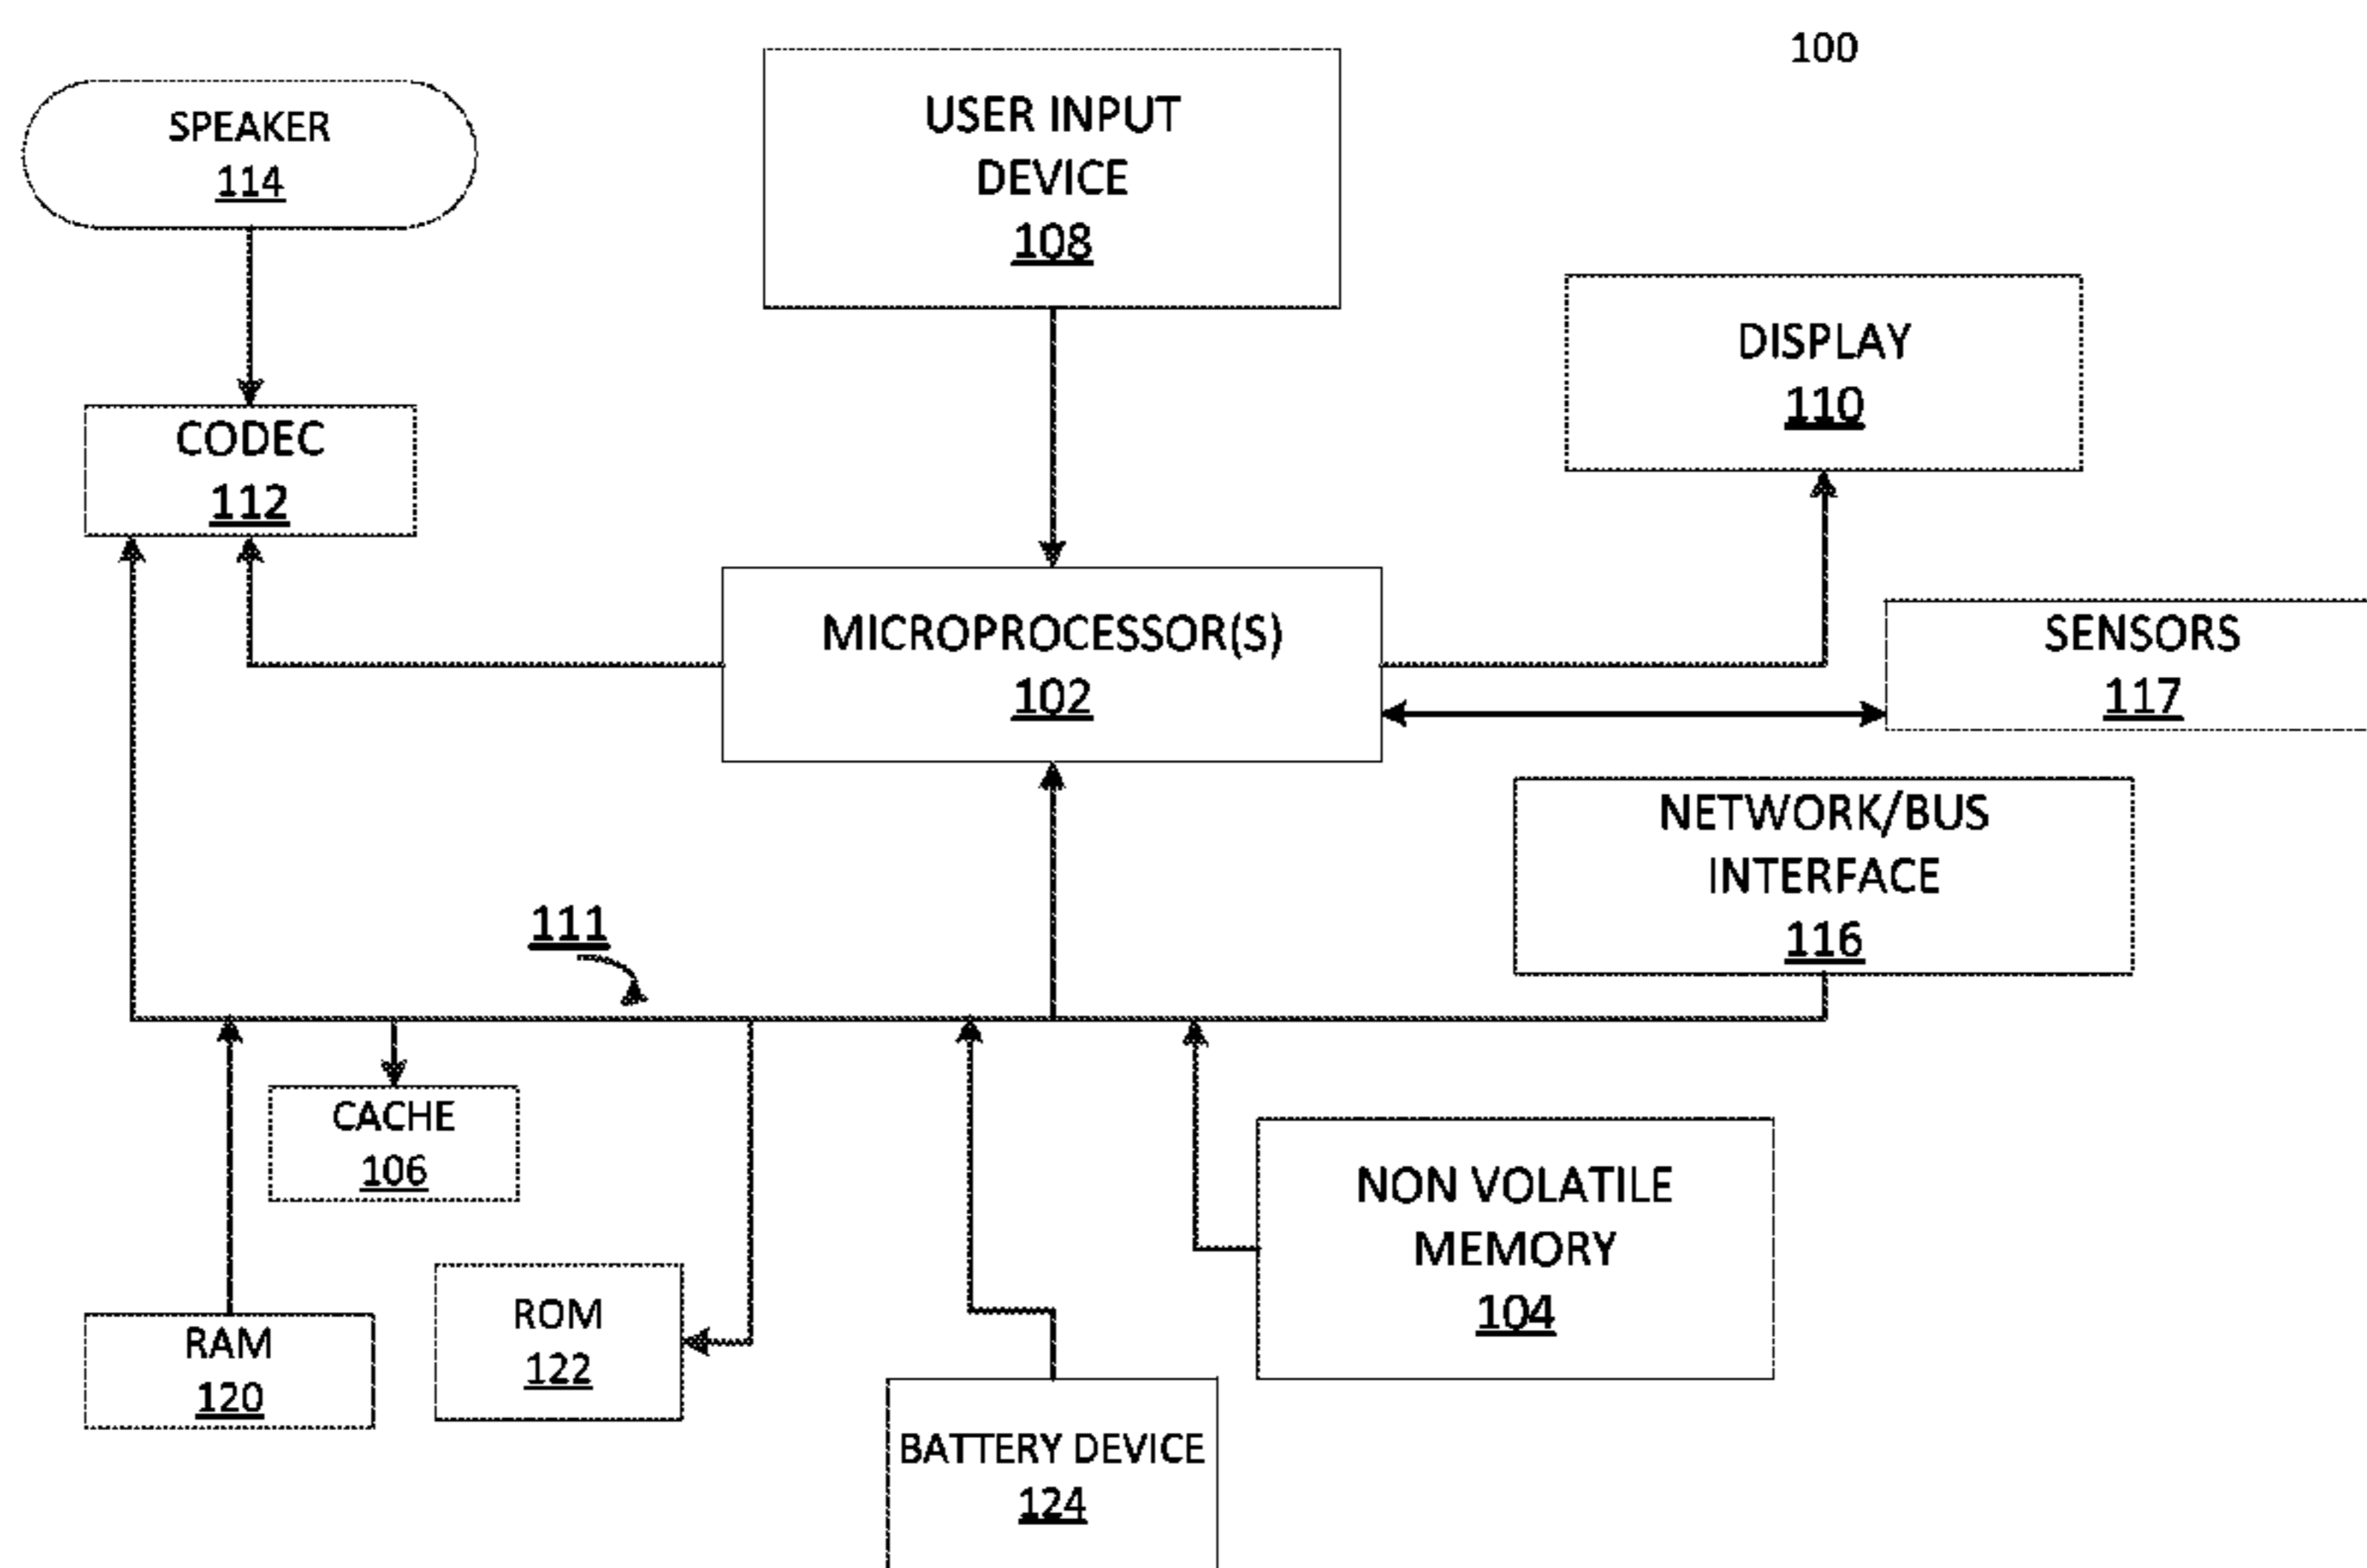 100
SPEAKER
114
USER INPUT
DEVICE
108
DISPLAY
110
CODEC
112
MICROPROCESSOR(S)
102
SENSORS
117
NETWORK/BUS
INTERFACE
116
111
CACHE
106
NON VOLATILE
MEMORY
104
ROM
122
RAM
120
BATTERY DEVICE
124